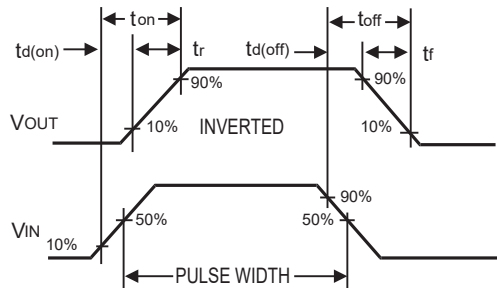 ton
toff
td(on)
tr
td(off)
tf
90%
90%
VOUT
10%
INVERTED
10%
90%
50%
50%
VIN
10%
PULSE WIDTH